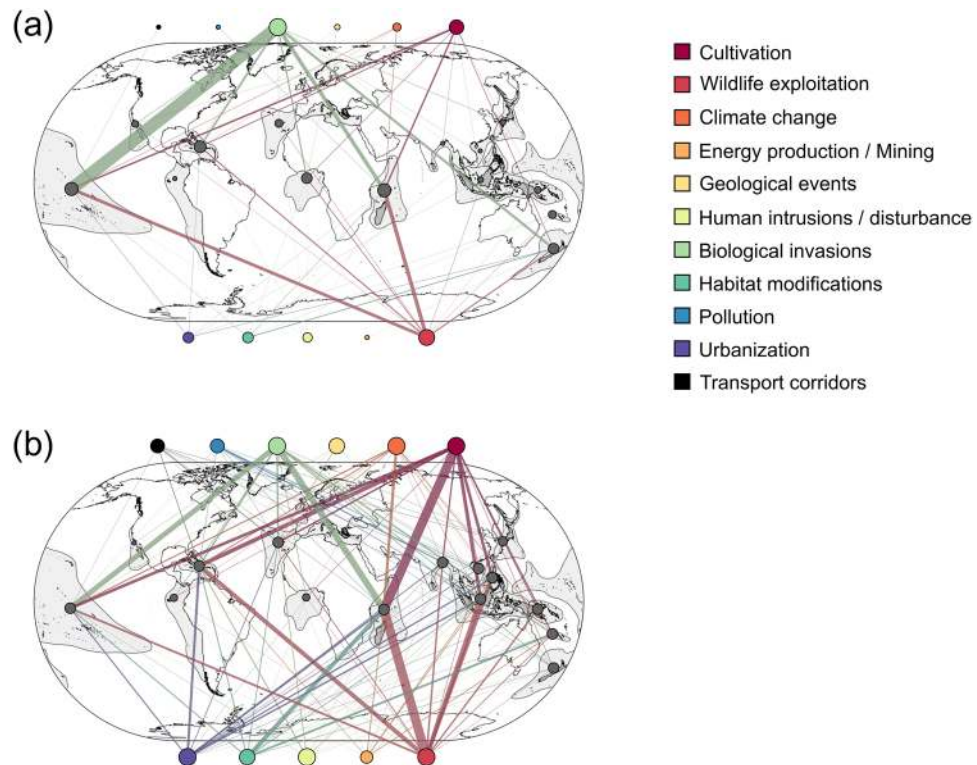 (a)
Cultivation
Wildlife exploitation
Climate change
Energy production / Mining
Geological events
Human intrusions / disturbance
Biological invasions
Habitat modifications
Pollution
Urbanization
Transport corridors
(b)